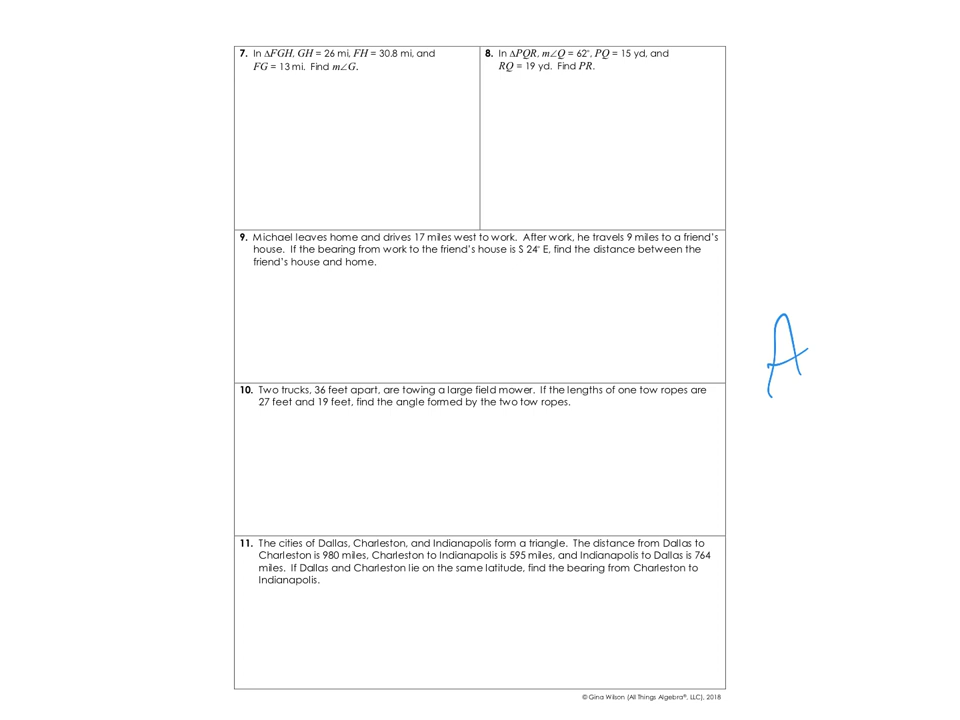 7. In ΔFGH, GH = 26 mi, FH = 30.8 mi, and
FG = 13 mi. Find m∠G.
8. In ΔPQR, m∠Q = 62°, PQ = 15 yd, and
RQ = 19 yd. Find PR.
9. Michael leaves home and drives 17 miles west to work. After work, he travels 9 miles to a friend's
house. If the bearing from work to the friend's house is S 24° E, find the distance between the
friend's house and home.
10. Two trucks, 36 feet apart, are towing a large field mower. If the lengths of one tow ropes are
27 feet and 19 feet, find the angle formed by the two tow ropes.
11. The cities of Dallas, Charleston, and Indianapolis form a triangle. The distance from Dallas to
Charleston is 980 miles, Charleston to Indianapolis is 595 miles, and Indianapolis to Dallas is 764
miles. If Dallas and Charleston lie on the same latitude, find the bearing from Charleston to
Indianapolis.
A
© Gina Wilson (All Things Algebra®, LLC), 2018